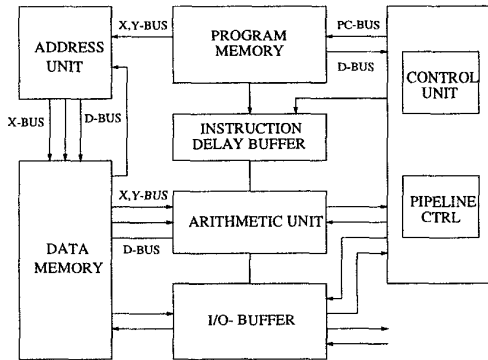 X,Y-BUS
PC-BUS
ADDRESS
UNIT
PROGRAM
MEMORY
D-BUS
CONTROL
UNIT
X-BUS
D-BUS
INSTRUCTION
DELAY BUFFER
X,Y-BUS
ARITHMETIC UNIT
PIPELINE
CTRL
DATA
MEMORY
D-BUS
I/O- BUFFER